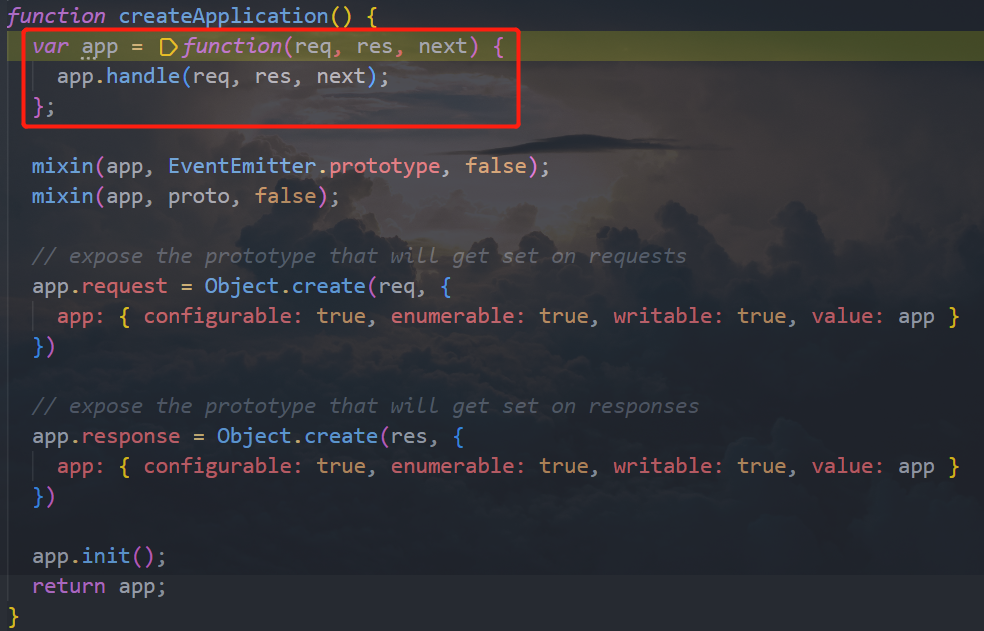 function createApplication() {
  var app = function(req, res, next) {
    app.handle(req, res, next);
  };
  mixin(app, EventEmitter.prototype, false);
  mixin(app, proto, false);
  // expose the prototype that will get set on requests
  app.request = Object.create(req, {
    app: { configurable: true, enumerable: true, writable: true, value: app }
  })
  // expose the prototype that will get set on responses
  app.response = Object.create(res, {
    app: { configurable: true, enumerable: true, writable: true, value: app }
  })
  app.init();
  return app;
}